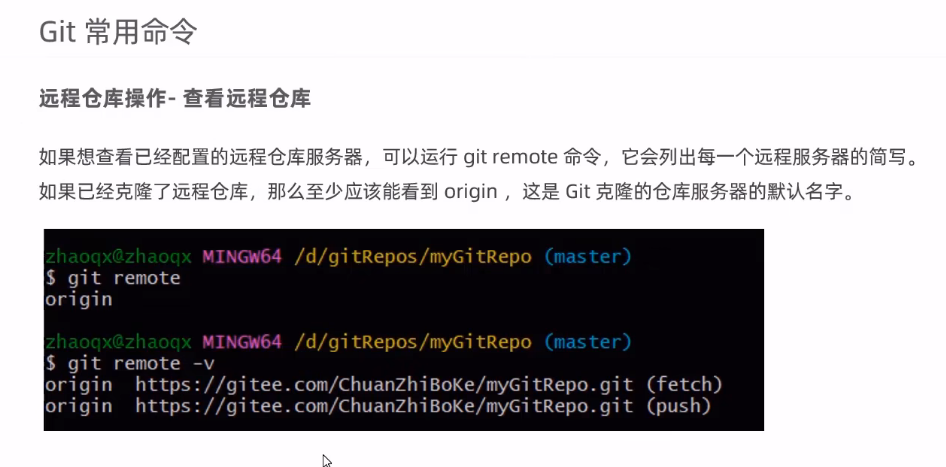 Git 常用命令
远程仓库操作- 查看远程仓库
如果想查看已经配置的远程仓库服务器，可以运行 git remote 命令，它会列出每一个远程服务器的简写。
如果已经克隆了远程仓库，那么至少应该能看到 origin ，这是 Git 克隆的仓库服务器的默认名字。
zhaoqx@zhaoqx MINGW64 /d/gitRepos/myGitRepo (master)
$ git remote
origin
zhaoqx@zhaoqx MINGW64 /d/gitRepos/myGitRepo (master)
$ git remote -v
origin  https://gitee.com/ChuanZhiBoKe/myGitRepo.git (fetch)
origin  https://gitee.com/ChuanZhiBoKe/myGitRepo.git (push)